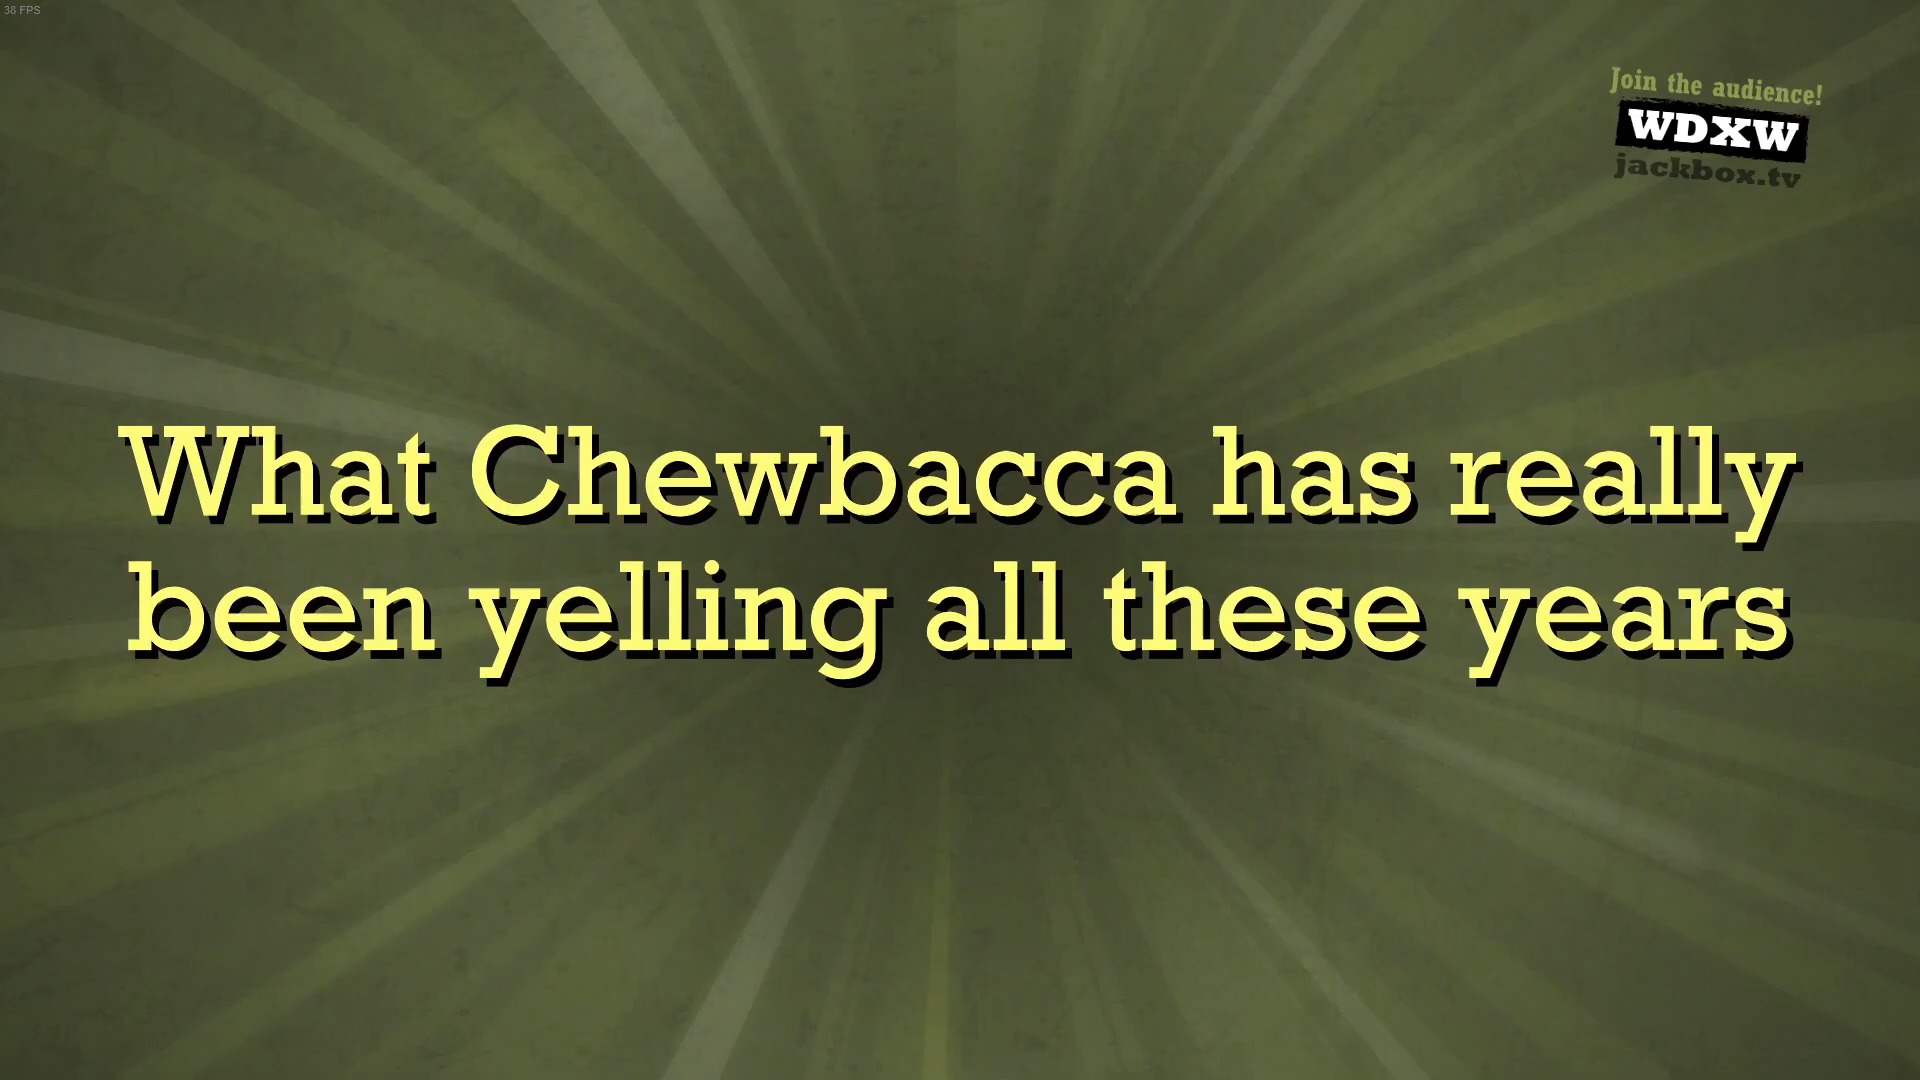 38 FPS
Join the audience!
WDXW
jackbox.tv
What Chewbacca has really
been yelling all these years